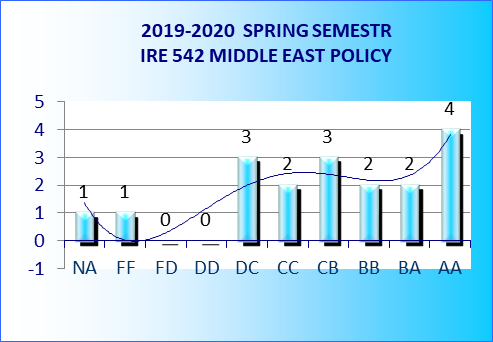 2019-2020 SPRING SEMESTR
IRE 542 MIDDLE EAST POLICY
5
4
3
2
1
0
-1
1 1 0 0 3 2 3 2 2 4
NA FF FD DD DC CC CB BB BA AA